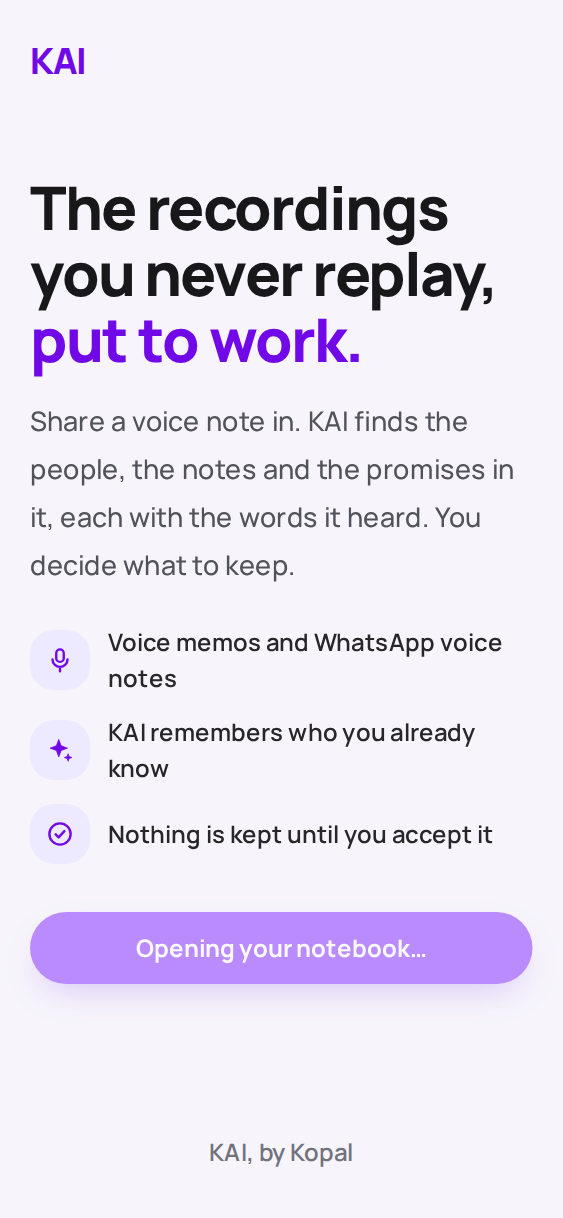 KAI
The recordings
you never replay,
put to work.
Share a voice note in. KAI finds the
people, the notes and the promises in
it, each with the words it heard. You
decide what to keep.
Voice memos and WhatsApp voice
notes
KAI remembers who you already
know
Nothing is kept until you accept it
Opening your notebook…
KAI, by Kopal